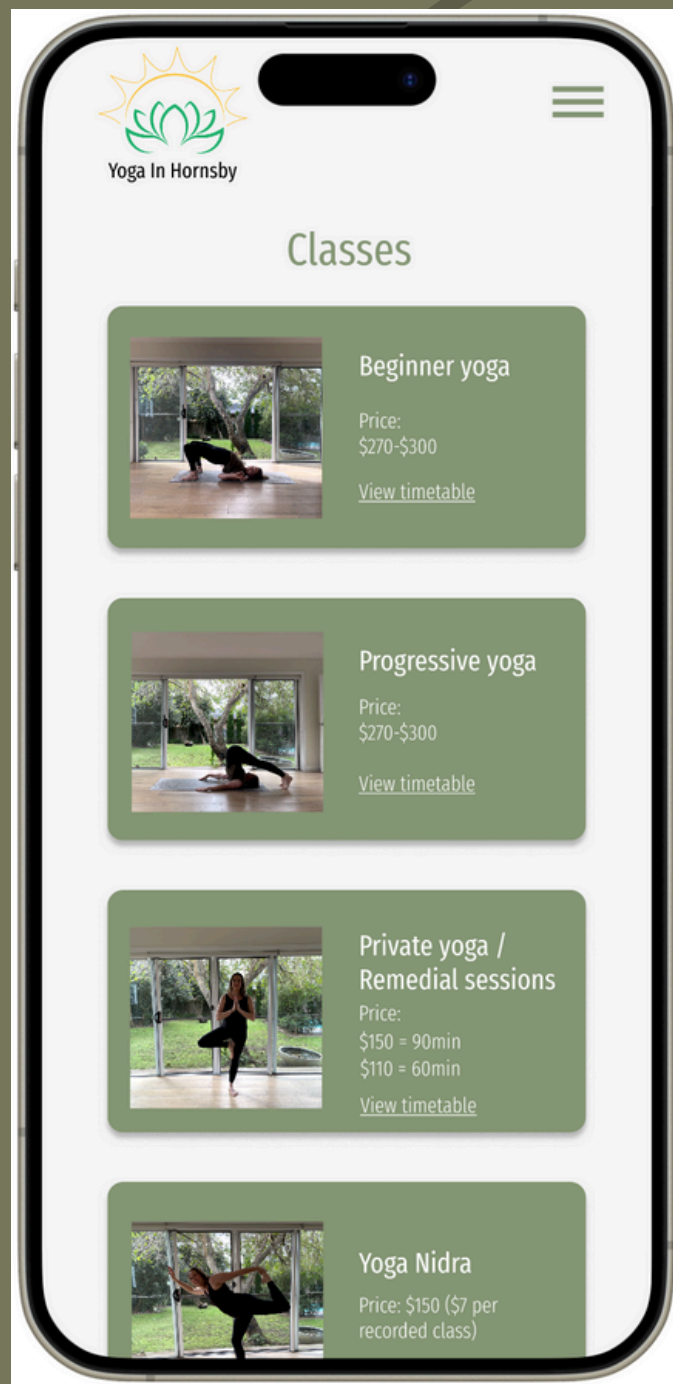 Yoga In Hornsby
Classes
Beginner yoga
Price:
$270-$300
View timetable
Progressive yoga
Price:
$270-$300
View timetable
Private yoga /
Remedial sessions
Price:
$150 = 90min
$110 = 60min
View timetable
Yoga Nidra
Price: $150 ($7 per
recorded class)